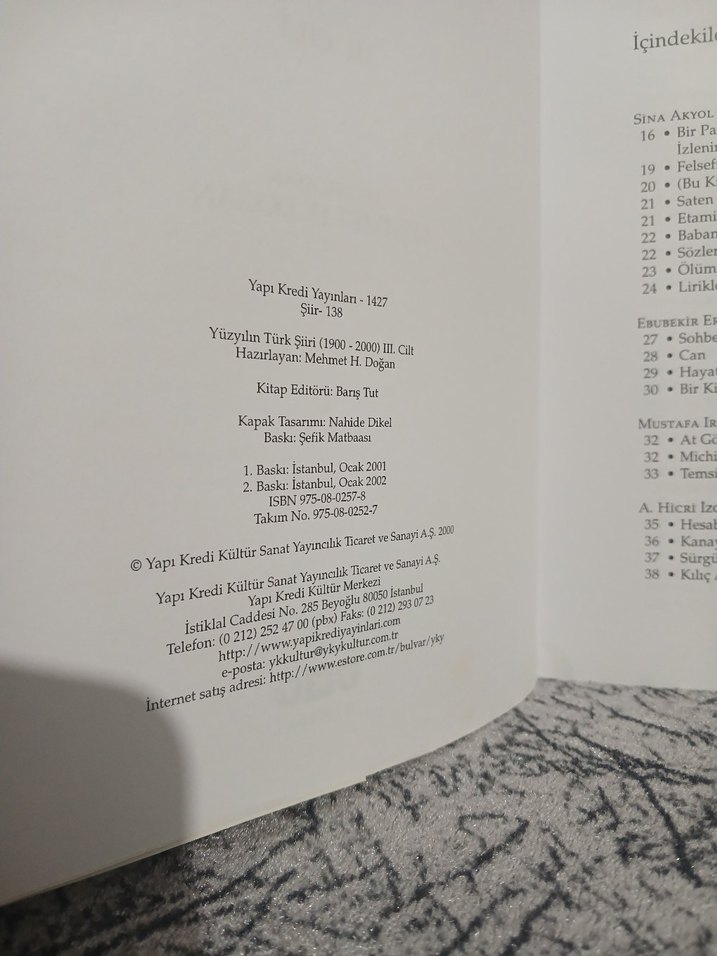 Yapı Kredi Yayınları - 1427
Şiir- 138
Yüzyılın Türk Şiiri (1900 - 2000) III. Cilt
Hazırlayan: Mehmet H. Doğan
Kitap Editörü: Barış Tut
Kapak Tasarımı: Nahide Dikel
Baskı: Şefik Matbaası
1. Baskı: İstanbul, Ocak 2001
2. Baskı: İstanbul, Ocak 2002
ISBN 975-08-0257-8
Takım No. 975-08-0252-7
© Yapı Kredi Kültür Sanat Yayıncılık Ticaret ve Sanayi A.Ş. 2000
Yapı Kredi Kültür Sanat Yayıncılık Ticaret ve Sanayi A.Ş.
Yapı Kredi Kültür Merkezi
İstiklal Caddesi No. 285 Beyoğlu 80050 İstanbul
Telefon: (0 212) 252 47 00 (pbx) Faks: (0 212) 293 07 23
http://www.yapikrediyayinlari.com
e-posta: ykkultur@ykykultur.com.tr
İnternet satış adresi: http://www.estore.com.tr/bulvar/yky
İçindekile
SİNA AKYOL
16 • Bir Pa
İzlenir
19 • Felsef
20 • (Bu K
21 • Saten
21 • Etami
22 • Baban
22 • Sözler
23 • Ölüm
24 • Lirikl
EBUBEKİR ER
27 • Sohbe
28 • Can
29 • Hayat
30 • Bir Ki
MUSTAFA IR
32 • At Gö
32 • Michi
33 • Temsi
A. HİCRİ İZG
35 • Hesab
36 • Kanay
37 • Sürgü
38 • Kılıç